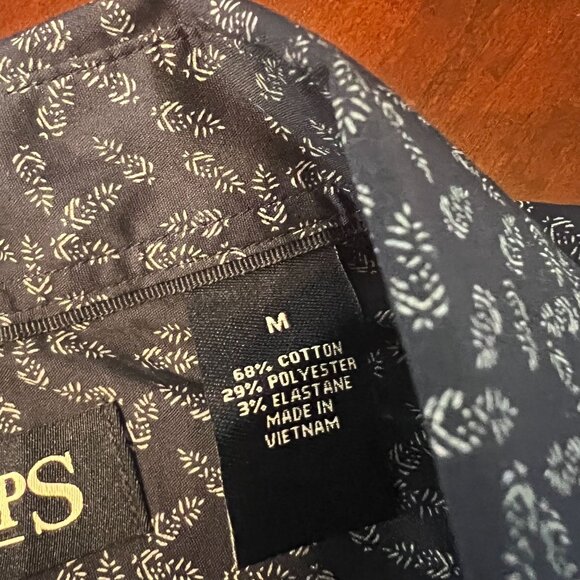 M
68% COTTON
29% POLYESTER
3% ELASTANE
MADE IN
VIETNAM
PS